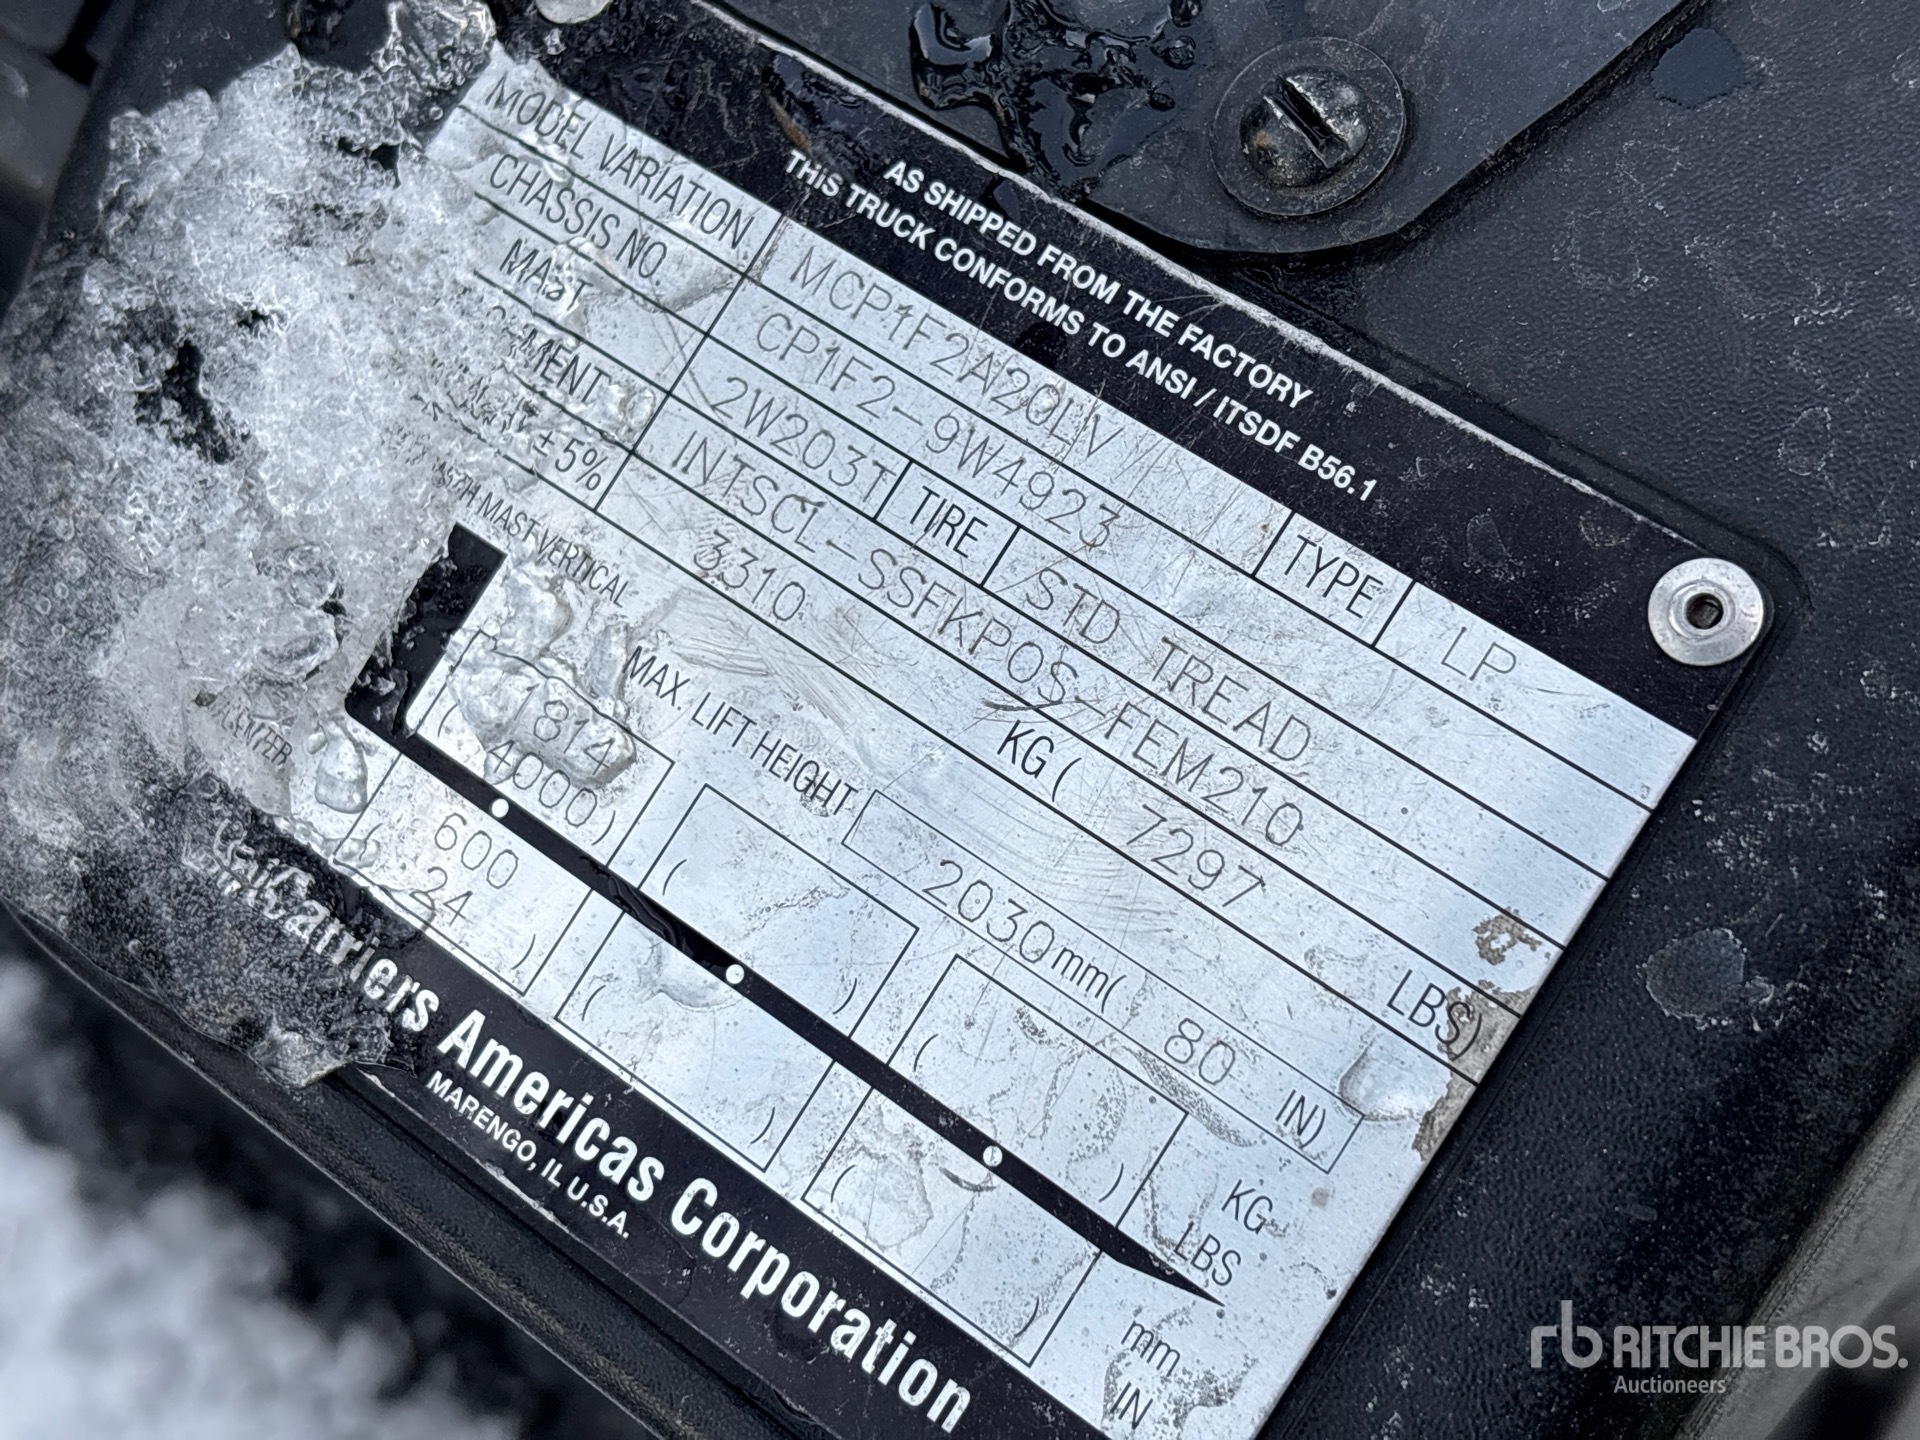 AS SHIPPED FROM THE FACTORY
THIS TRUCK CONFORMS TO ANSI / ITSDF B56.1
MODEL VARIATION MCP1F2A20LV TYPE LP
CHASSIS NO. CP1F2-9W4923
MAST 2W203T TIRE STD TREAD
INTSCL-SSFKPOS-FEM210
± 5% 3310 KG ( 7297 LBS)
MAST VERTICAL
MAX. LIFT HEIGHT 2030 mm( 80 IN)
1814 KG
( 4000 ) ( ) ( ) LBS
600 mm
( 24 ) ( ) ( ) IN
Carriers Americas Corporation
MARENGO, IL U.S.A.
rb RITCHIE BROS.
Auctioneers